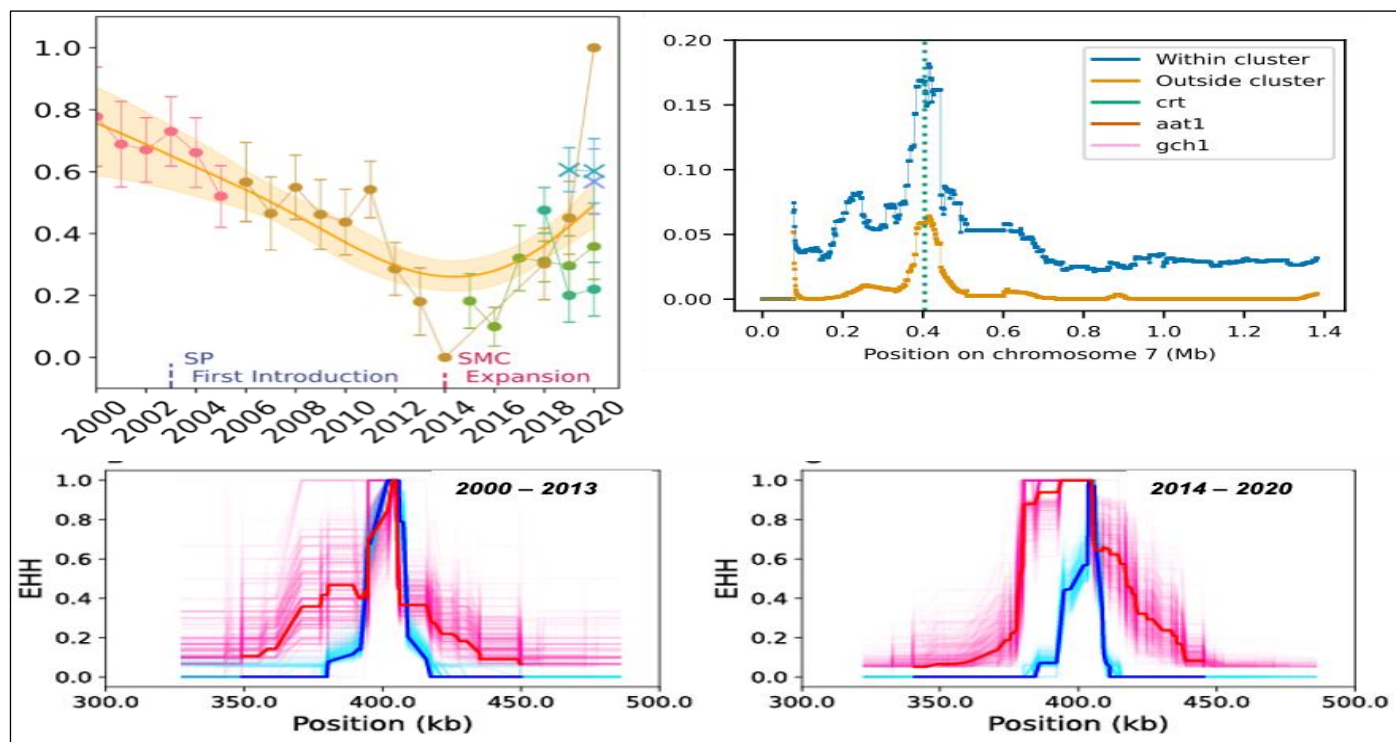 1.0
0.8
0.6
0.4
0.2
0.0
SP
First Introduction
SMC
Expansion
2000
2002
2004
2006
2008
2010
2012
2014
2016
2018
2020
0.20
0.15
0.10
0.05
0.00
Within cluster
Outside cluster
crt
aat1
gch1
0.0 0.2 0.4 0.6 0.8 1.0 1.2 1.4
Position on chromosome 7 (Mb)
2000 – 2013
1.0
0.8
0.6
0.4
0.2
0.0
EHH
300.0 350.0 400.0 450.0 500.0
Position (kb)
2014 – 2020
1.0
0.8
0.6
0.4
0.2
0.0
EHH
300.0 350.0 400.0 450.0 500.0
Position (kb)